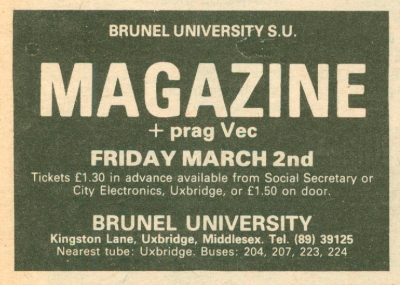 BRUNEL UNIVERSITY S.U.
MAGAZINE
+ prag Vec
FRIDAY MARCH 2nd
Tickets £1.30 in advance available from Social Secretary or
City Electronics, Uxbridge, or £1.50 on door.
BRUNEL UNIVERSITY
Kingston Lane, Uxbridge, Middlesex. Tel. (89) 39125
Nearest tube: Uxbridge. Buses: 204, 207, 223, 224